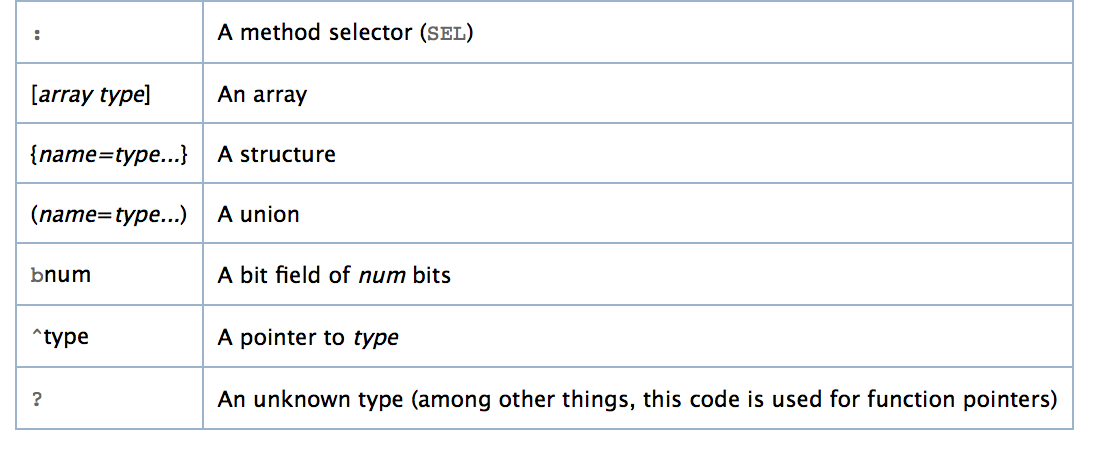 : A method selector (SEL)
[array type] An array
{name=type...} A structure
(name=type...) A union
bnum A bit field of num bits
^type A pointer to type
? An unknown type (among other things, this code is used for function pointers)